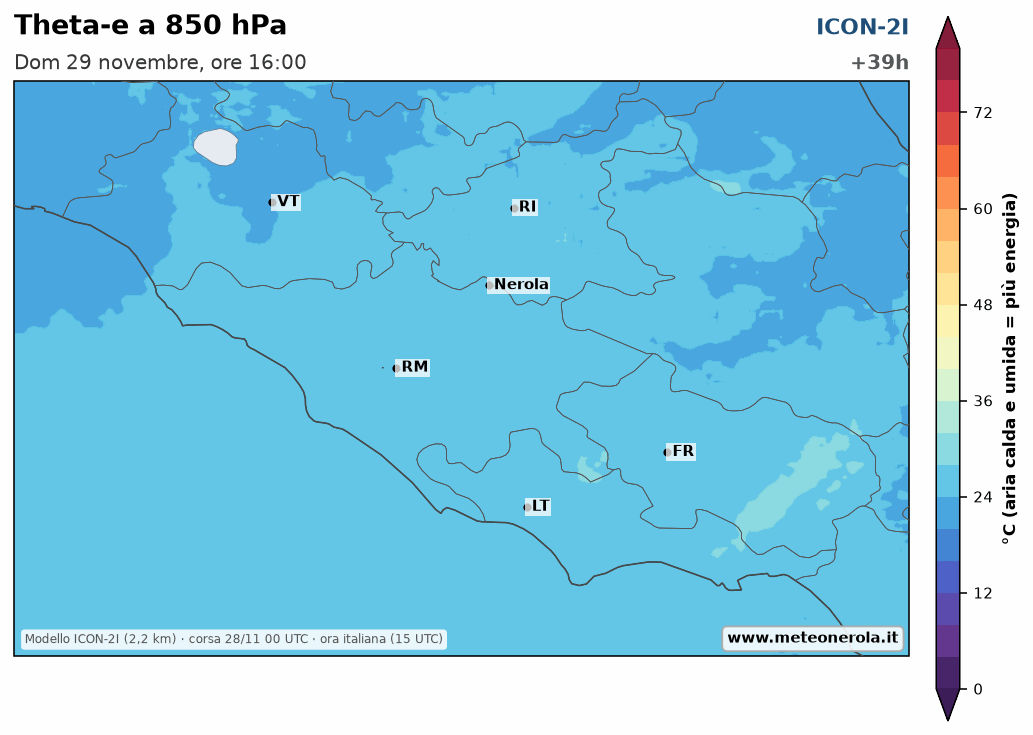 Theta-e a 850 hPa
ICON-2I
Dom 29 novembre, ore 16:00
+39h
VT
RI
Nerola
RM
FR
LT
72
60
48
36
24
12
0
°C (aria calda e umida = più energia)
Modello ICON-2I (2,2 km) · corsa 28/11 00 UTC · ora italiana (15 UTC)
www.meteonerola.it